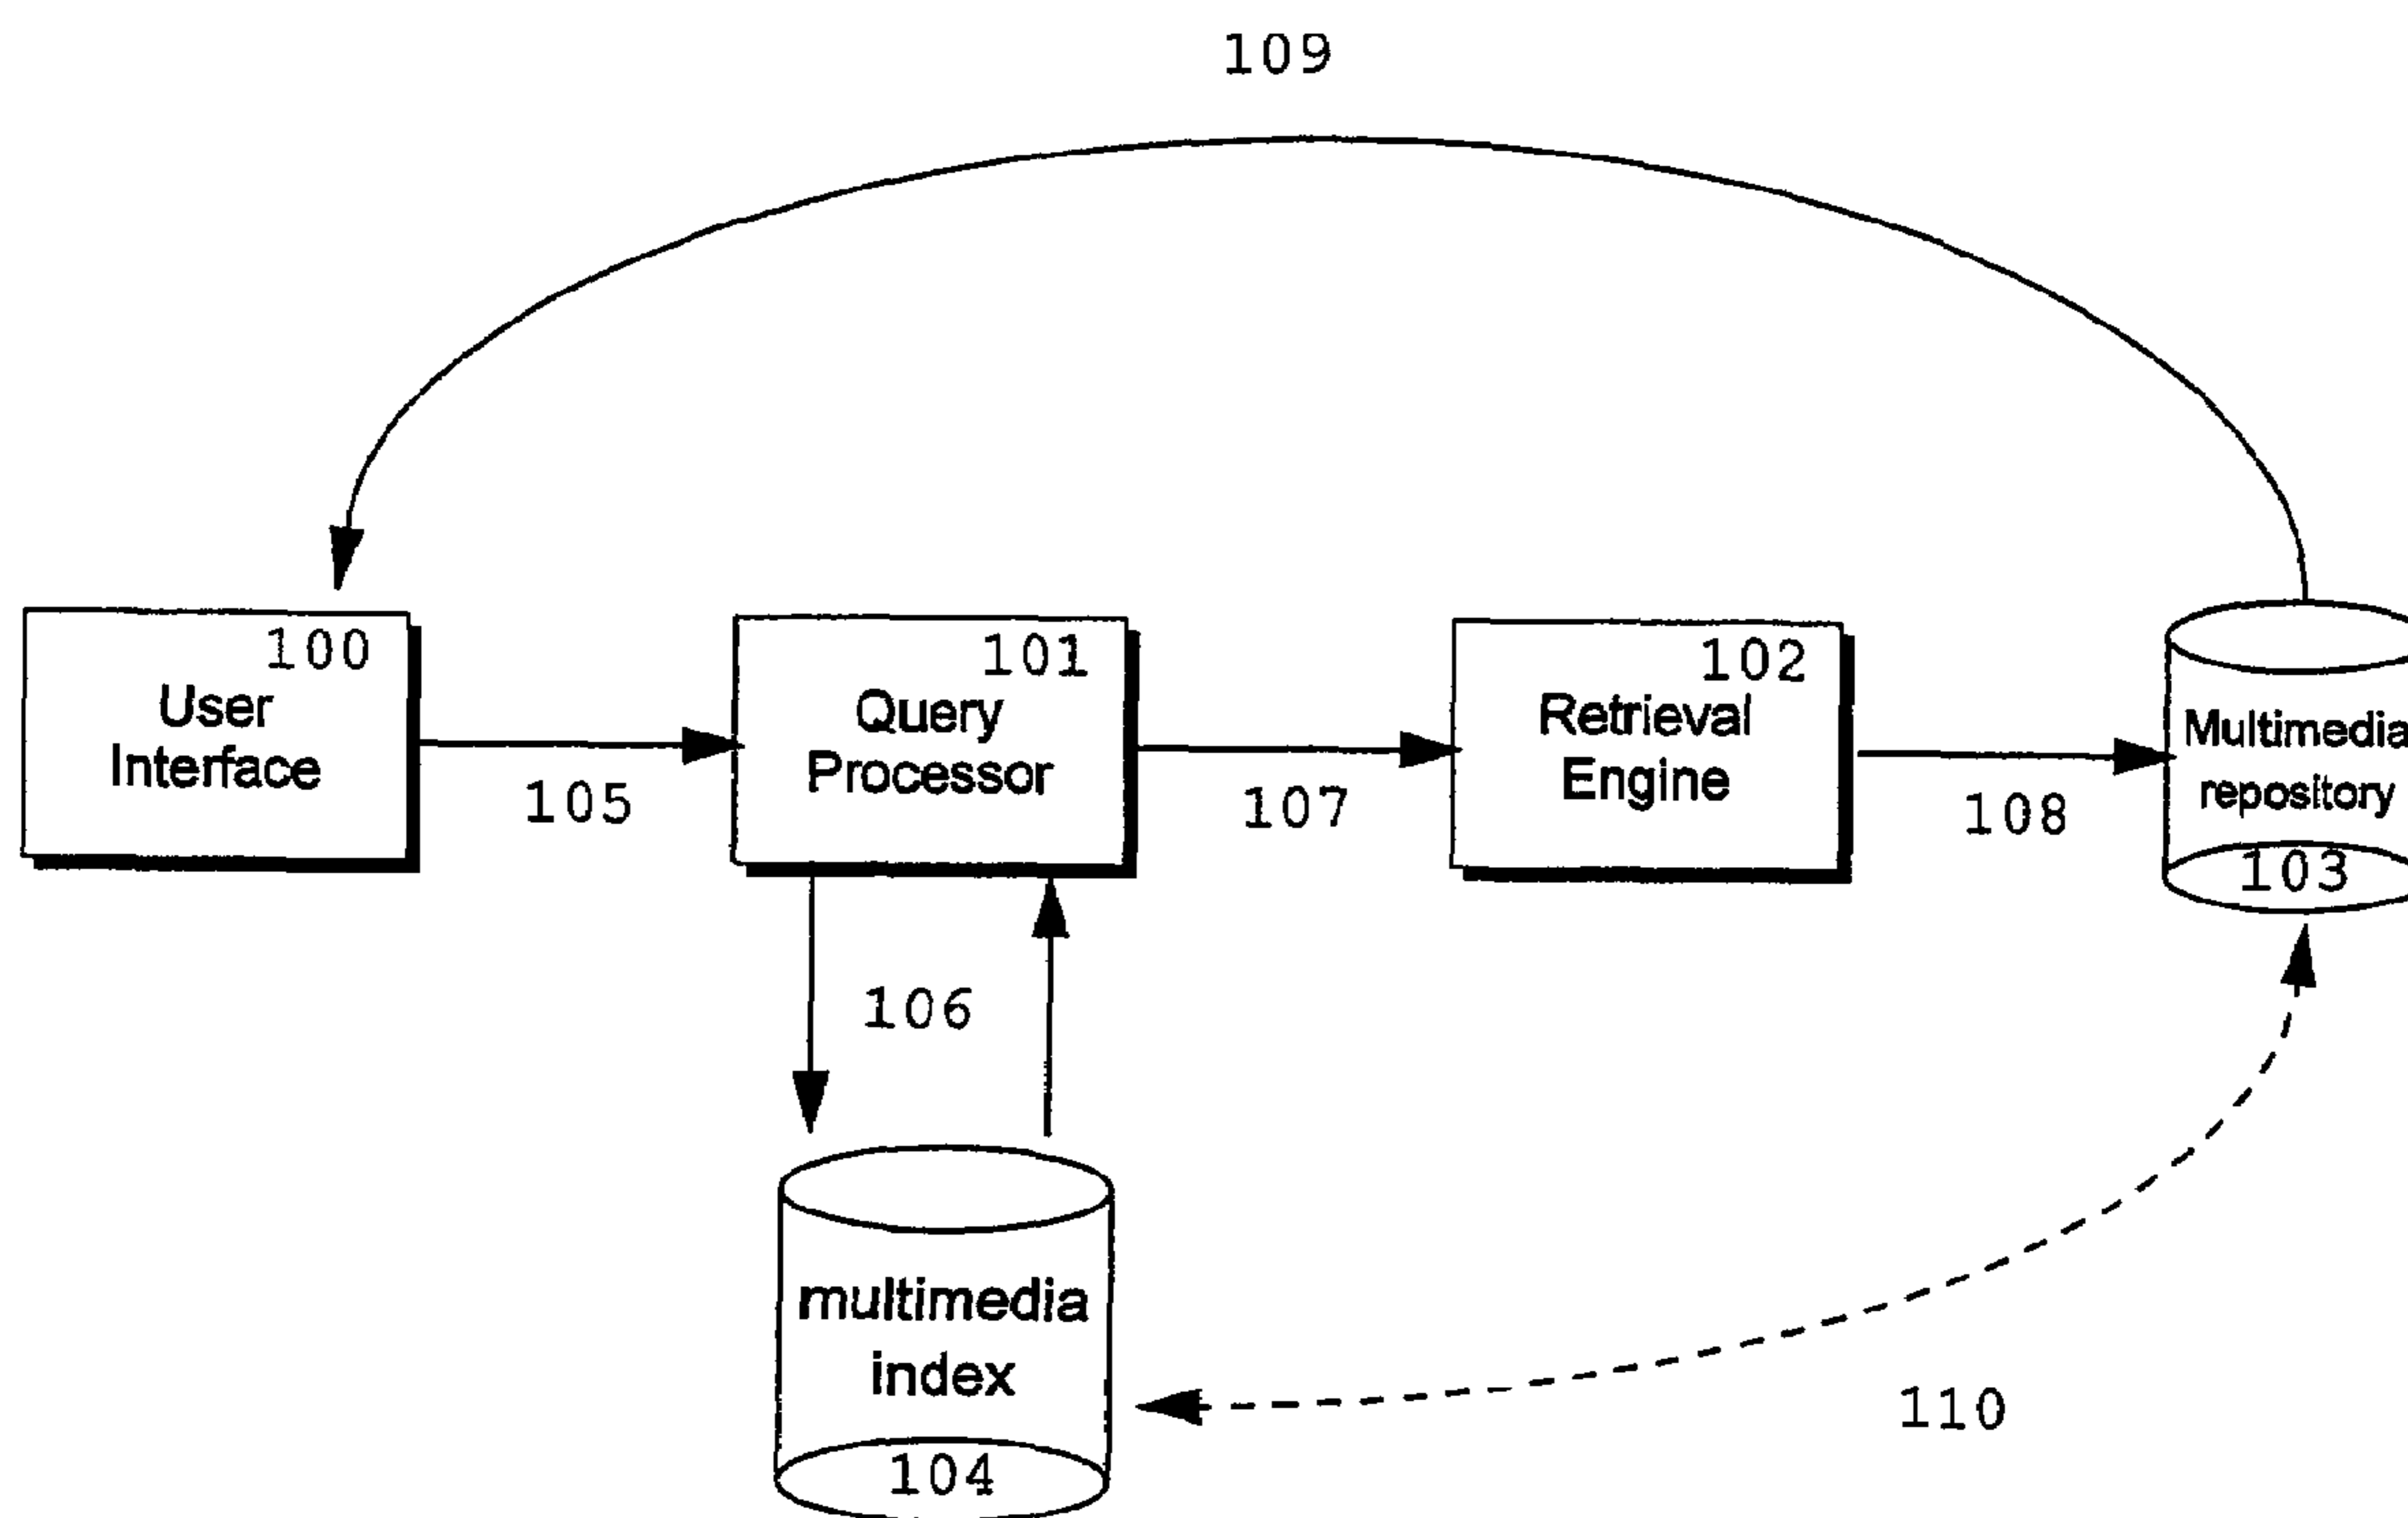 109
100
User
Interface
105
101
Query
Processor
107
102
Retrieval
Engine
108
Multimedia
repository
103
106
multimedia
index
104
110